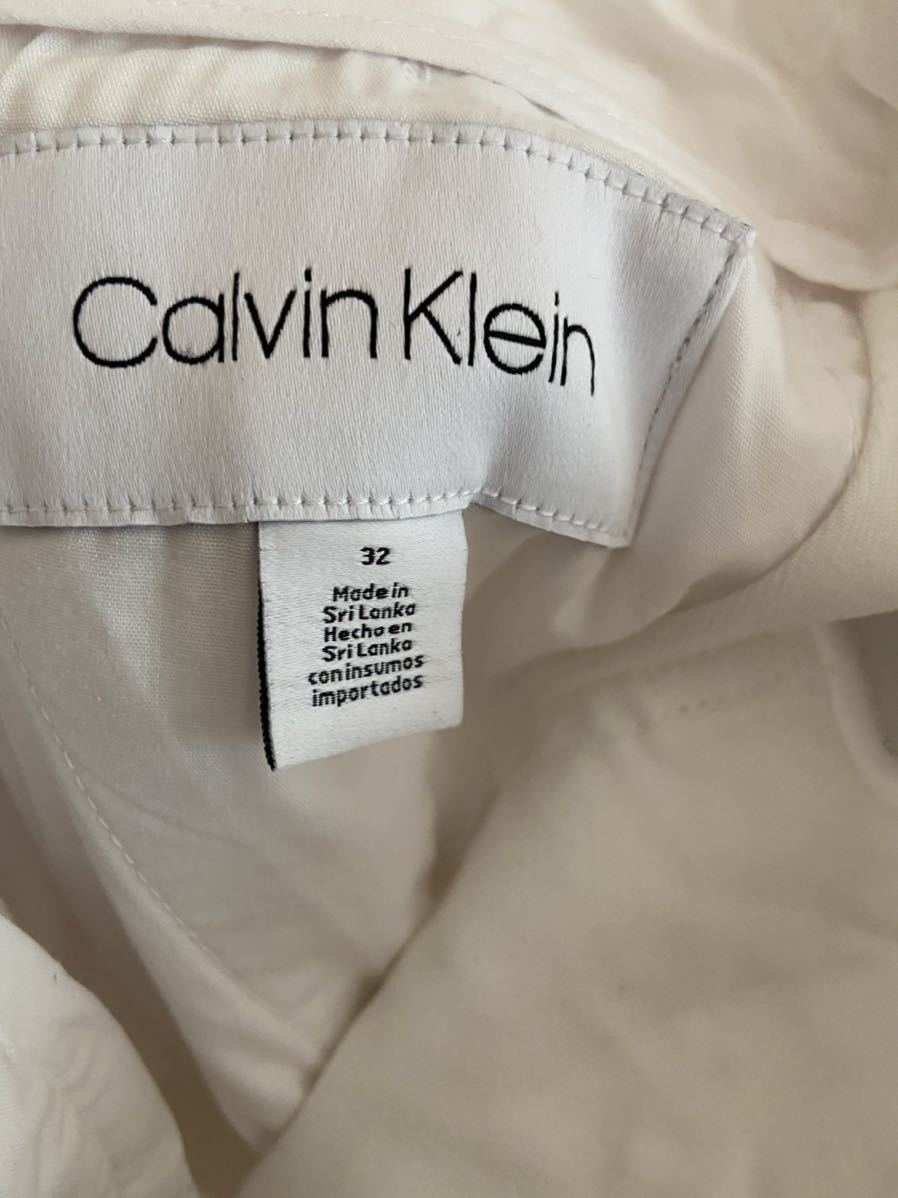 Calvin Klein
32
Made in
Sri Lanka
Hecho en
Sri Lanka
con insumos
importados